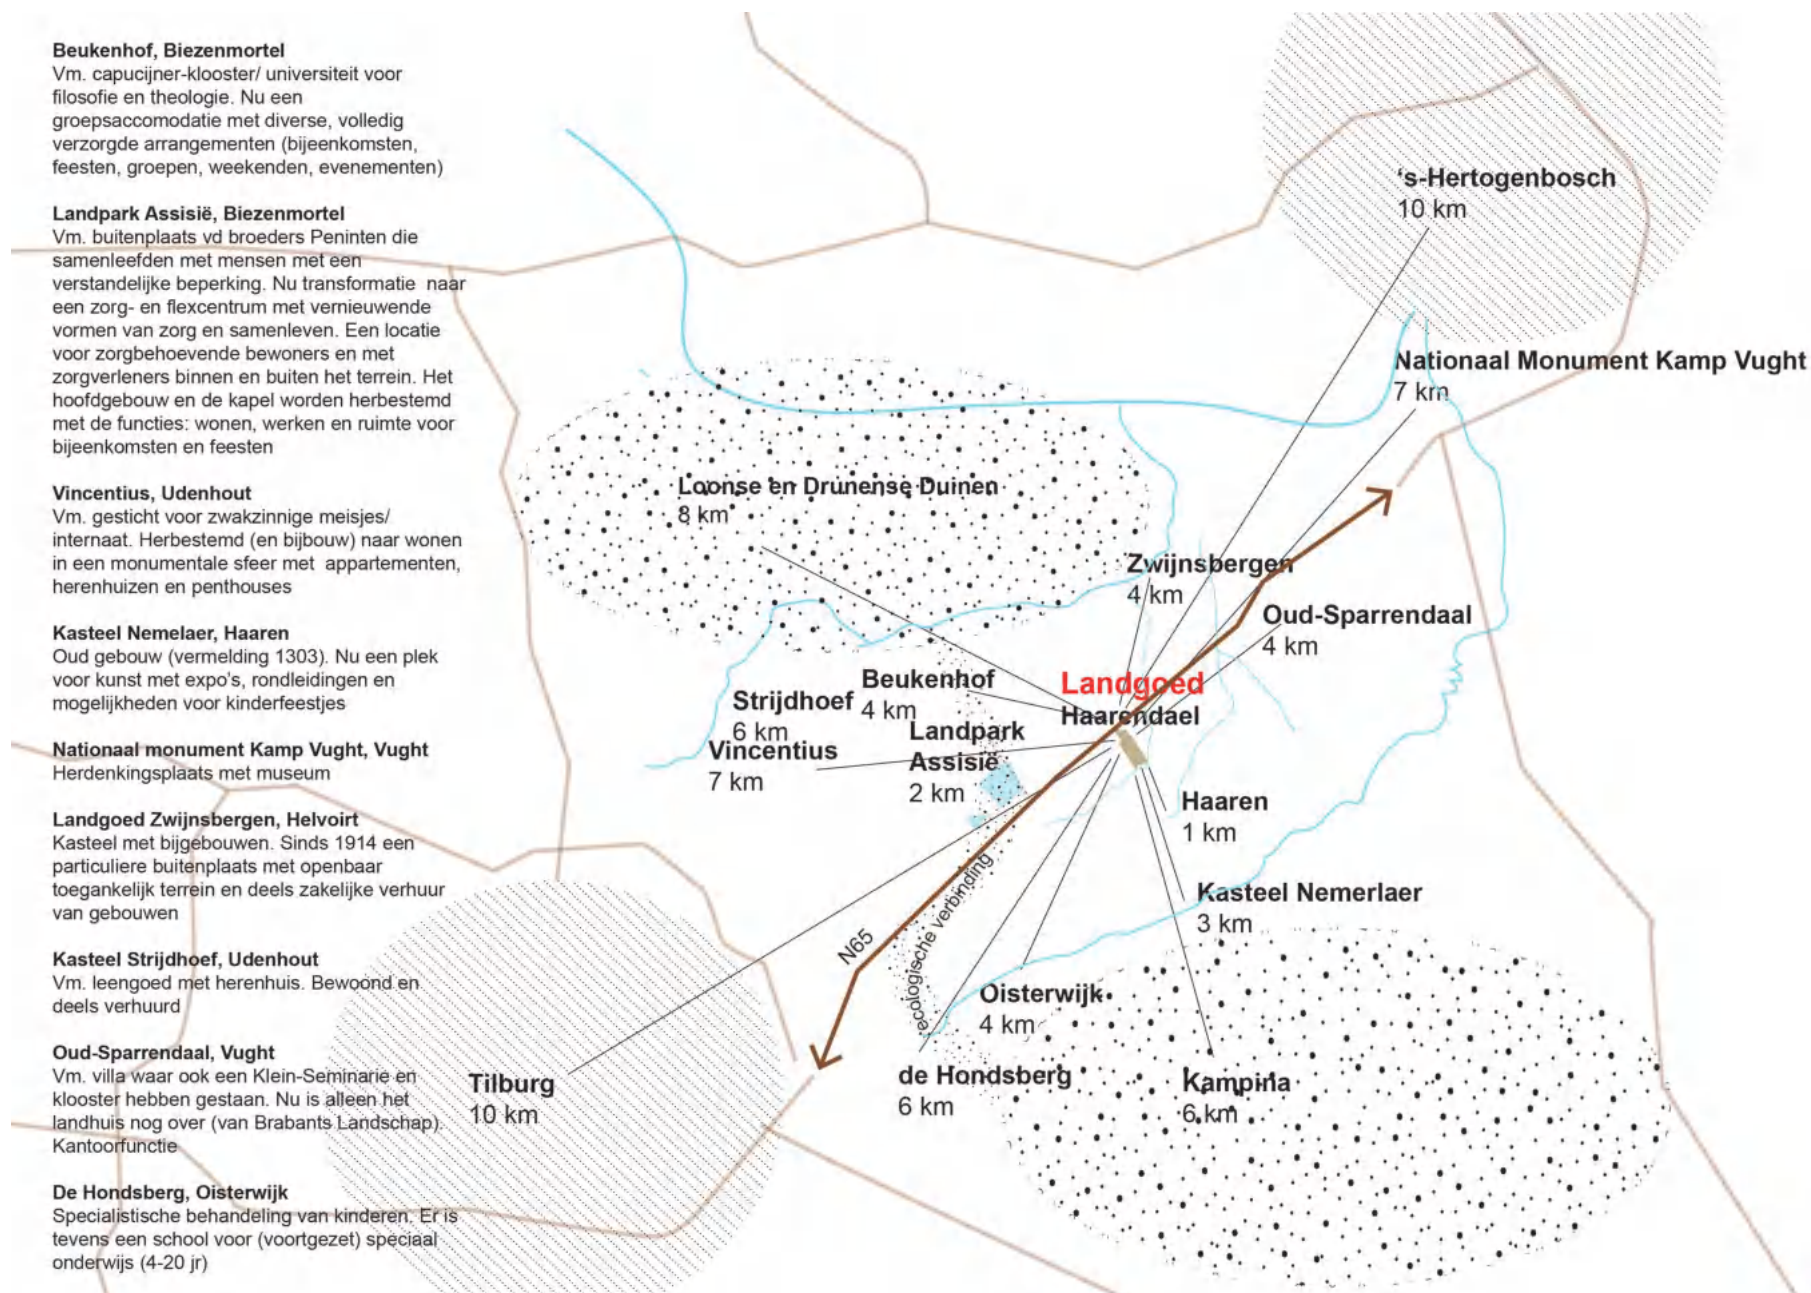 Beukenhof, Biezenmortel
Vm. capucijner-klooster/ universiteit voor
filosofie en theologie. Nu een
groepsaccomodatie met diverse, volledig
verzorgde arrangementen (bijeenkomsten,
feesten, groepen, weekenden, evenementen)
Landpark Assisië, Biezenmortel
Vm. buitenplaats vd broeders Peninten die
samenleefden met mensen met een
verstandelijke beperking. Nu transformatie naar
een zorg- en flexcentrum met vernieuwende
vormen van zorg en samenleven. Een locatie
voor zorgbehoevende bewoners en met
zorgverleners binnen en buiten het terrein. Het
hoofdgebouw en de kapel worden herbestemd
met de functies: wonen, werken en ruimte voor
bijeenkomsten en feesten
Vincentius, Udenhout
Vm. gesticht voor zwakzinnige meisjes/
internaat. Herbestemd (en bijbouw) naar wonen
in een monumentale sfeer met appartementen,
herenhuizen en penthouses
Kasteel Nemelaer, Haaren
Oud gebouw (vermelding 1303). Nu een plek
voor kunst met expo's, rondleidingen en
mogelijkheden voor kinderfeestjes
Nationaal monument Kamp Vught, Vught
Herdenkingsplaats met museum
Landgoed Zwijnsbergen, Helvoirt
Kasteel met bijgebouwen. Sinds 1914 een
particuliere buitenplaats met openbaar
toegankelijk terrein en deels zakelijke verhuur
van gebouwen
Kasteel Strijdhoef, Udenhout
Vm. leengoed met herenhuis. Bewoond en
deels verhuurd
Oud-Sparrendaal, Vught
Vm. villa waar ook een Klein-Seminarie en
klooster hebben gestaan. Nu is alleen het
landhuis nog over (van Brabants Landschap).
Kantoorfunctie
De Hondsberg, Oisterwijk
Specialistische behandeling van kinderen. Er is
tevens een school voor (voortgezet) speciaal
onderwijs (4-20 jr)
‘s-Hertogenbosch
10 km
Nationaal Monument Kamp Vught
7 km
Loonse en Drunense Duinen
8 km
Zwijnsbergen
4 km
Oud-Sparrendaal
4 km
Beukenhof
4 km
Landgoed
Haarendael
Strijdhoef
6 km
Landpark
Assisië
2 km
Vincentius
7 km
Haaren
1 km
Kasteel Nemerlaer
3 km
ecologische verbinding
N65
Oisterwijk
4 km
de Hondsberg
6 km
Kampina
6 km
Tilburg
10 km